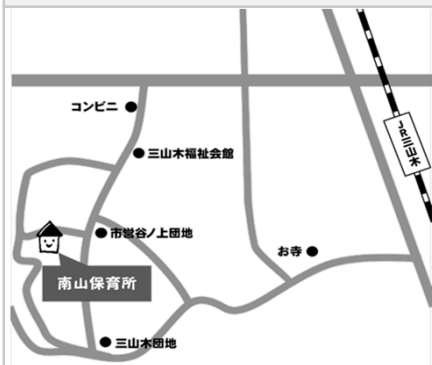 コンビニ
三山木福祉会館
JR三山木
市営谷ノ上団地
お寺
南山保育所
三山木団地